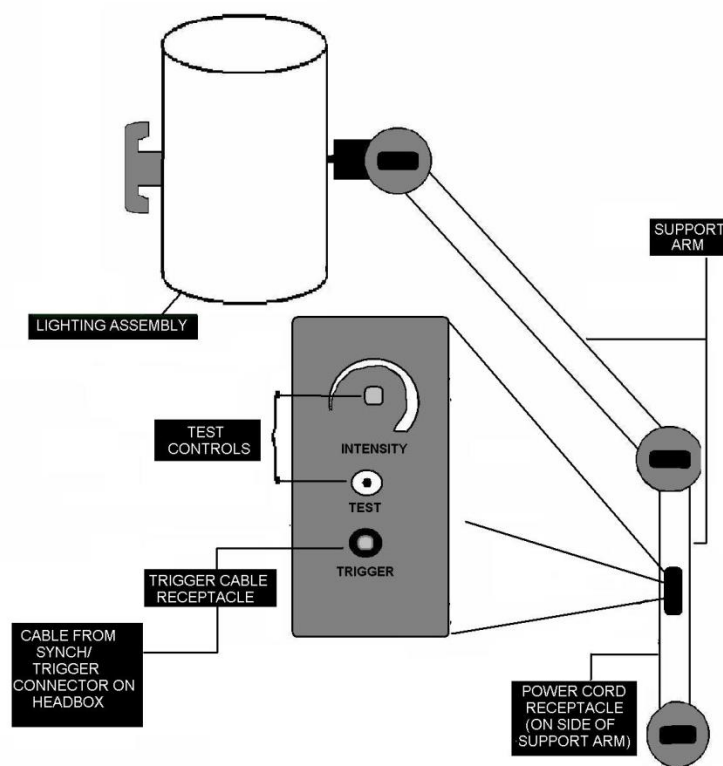 SUPPORT
ARM
LIGHTING ASSEMBLY
TEST
CONTROLS
INTENSITY
TEST
TRIGGER
TRIGGER CABLE
RECEPTACLE
CABLE FROM
SYNCH/
TRIGGER
CONNECTOR ON
HEADBOX
POWER CORD
RECEPTACLE
(ON SIDE OF
SUPPORT ARM)